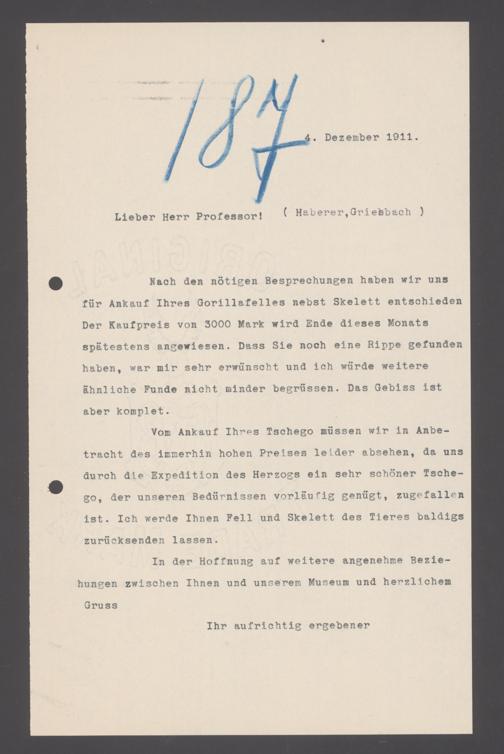 187
4. Dezember 1911.
Lieber Herr Professor! ( Haberer,Griesbach )
Nach den nötigen Besprechungen haben wir uns
für Ankauf Ihres Gorillafelles nebst Skelett entschieden
Der Kaufpreis von 3000 Mark wird Ende dieses Monats
spätestens angewiesen. Dass Sie noch eine Rippe gefunden
haben, war mir sehr erwünscht und ich würde weitere
ähnliche Funde nicht minder begrüssen. Das Gebiss ist
aber komplet.
Vom Ankauf Ihres Tschego müssen wir in Anbe-
tracht des immerhin hohen Preises leider absehen, da uns
durch die Expedition des Herzogs ein sehr schöner Tsche-
go, der unseren Bedürnissen vorläufig genügt, zugefallen
ist. Ich werde Ihnen Fell und Skelett des Tieres baldigs
zurücksenden lassen.
In der Hoffnung auf weitere angenehme Bezie-
hungen zwischen Ihnen und unserem Museum und herzlichem
Gruss
Ihr aufrichtig ergebener